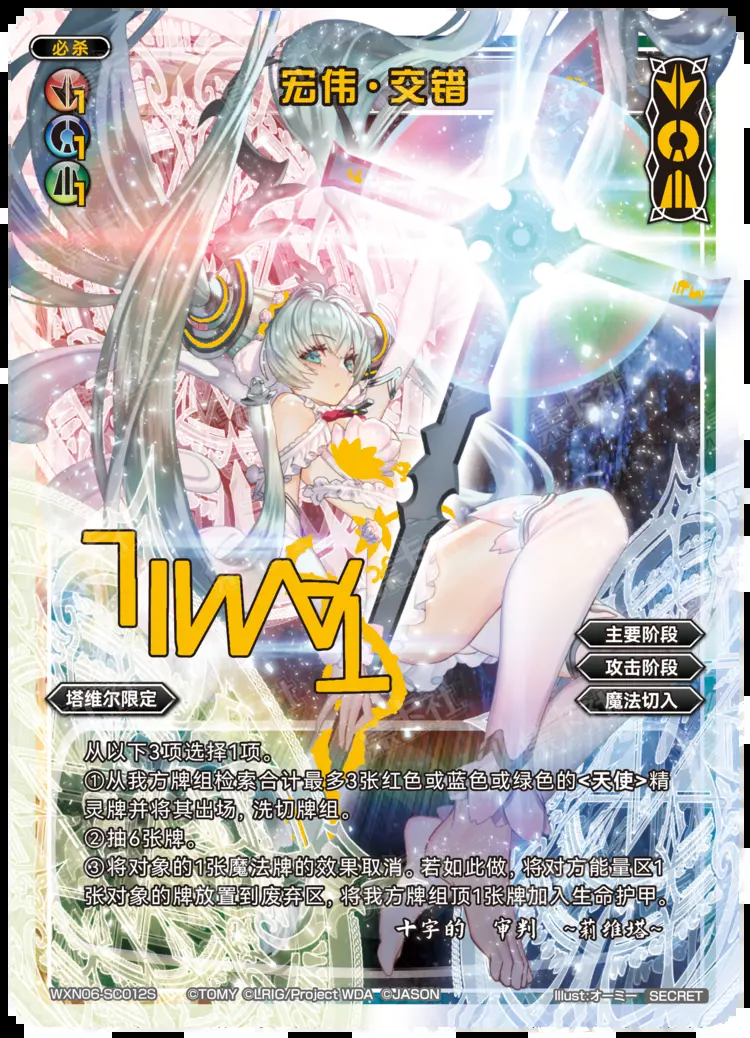 必杀
宏伟·交错
1
1
1
TAWIL
主要阶段
攻击阶段
塔维尔限定
魔法切入
从以下3项选择1项。
①从我方牌组检索合计最多3张红色或蓝色或绿色的<天使>精
灵牌并将其出场，洗切牌组。
②抽6张牌。
③将对象的1张魔法牌的效果取消。若如此做，将对方能量区1
张对象的牌放置到废弃区，将我方牌组顶1张牌加入生命护甲。
十字的 审判 ~莉维塔~
WXN06-SC012S ©TOMY ©LRIG/Project WDA ©JASON Illust:オーミー SECRET